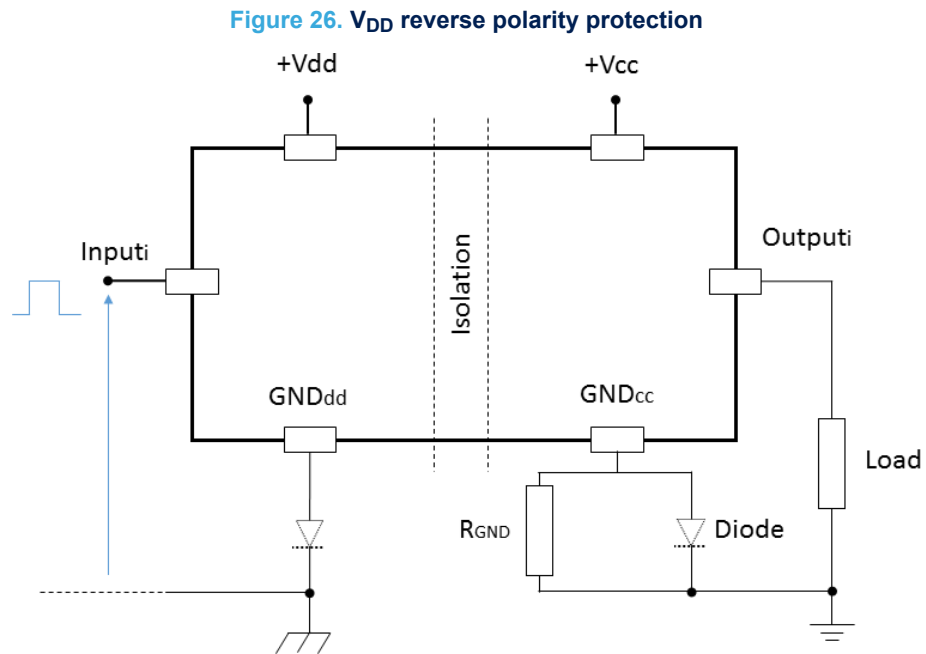 Figure 26. VDD reverse polarity protection
+Vdd
+Vcc
Inputi
Isolation
Outputi
GNDdd
GNDcc
Load
RGND
Diode